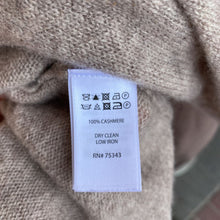 100% CASHMERE
DRY CLEAN
LOW IRON
RN# 75343